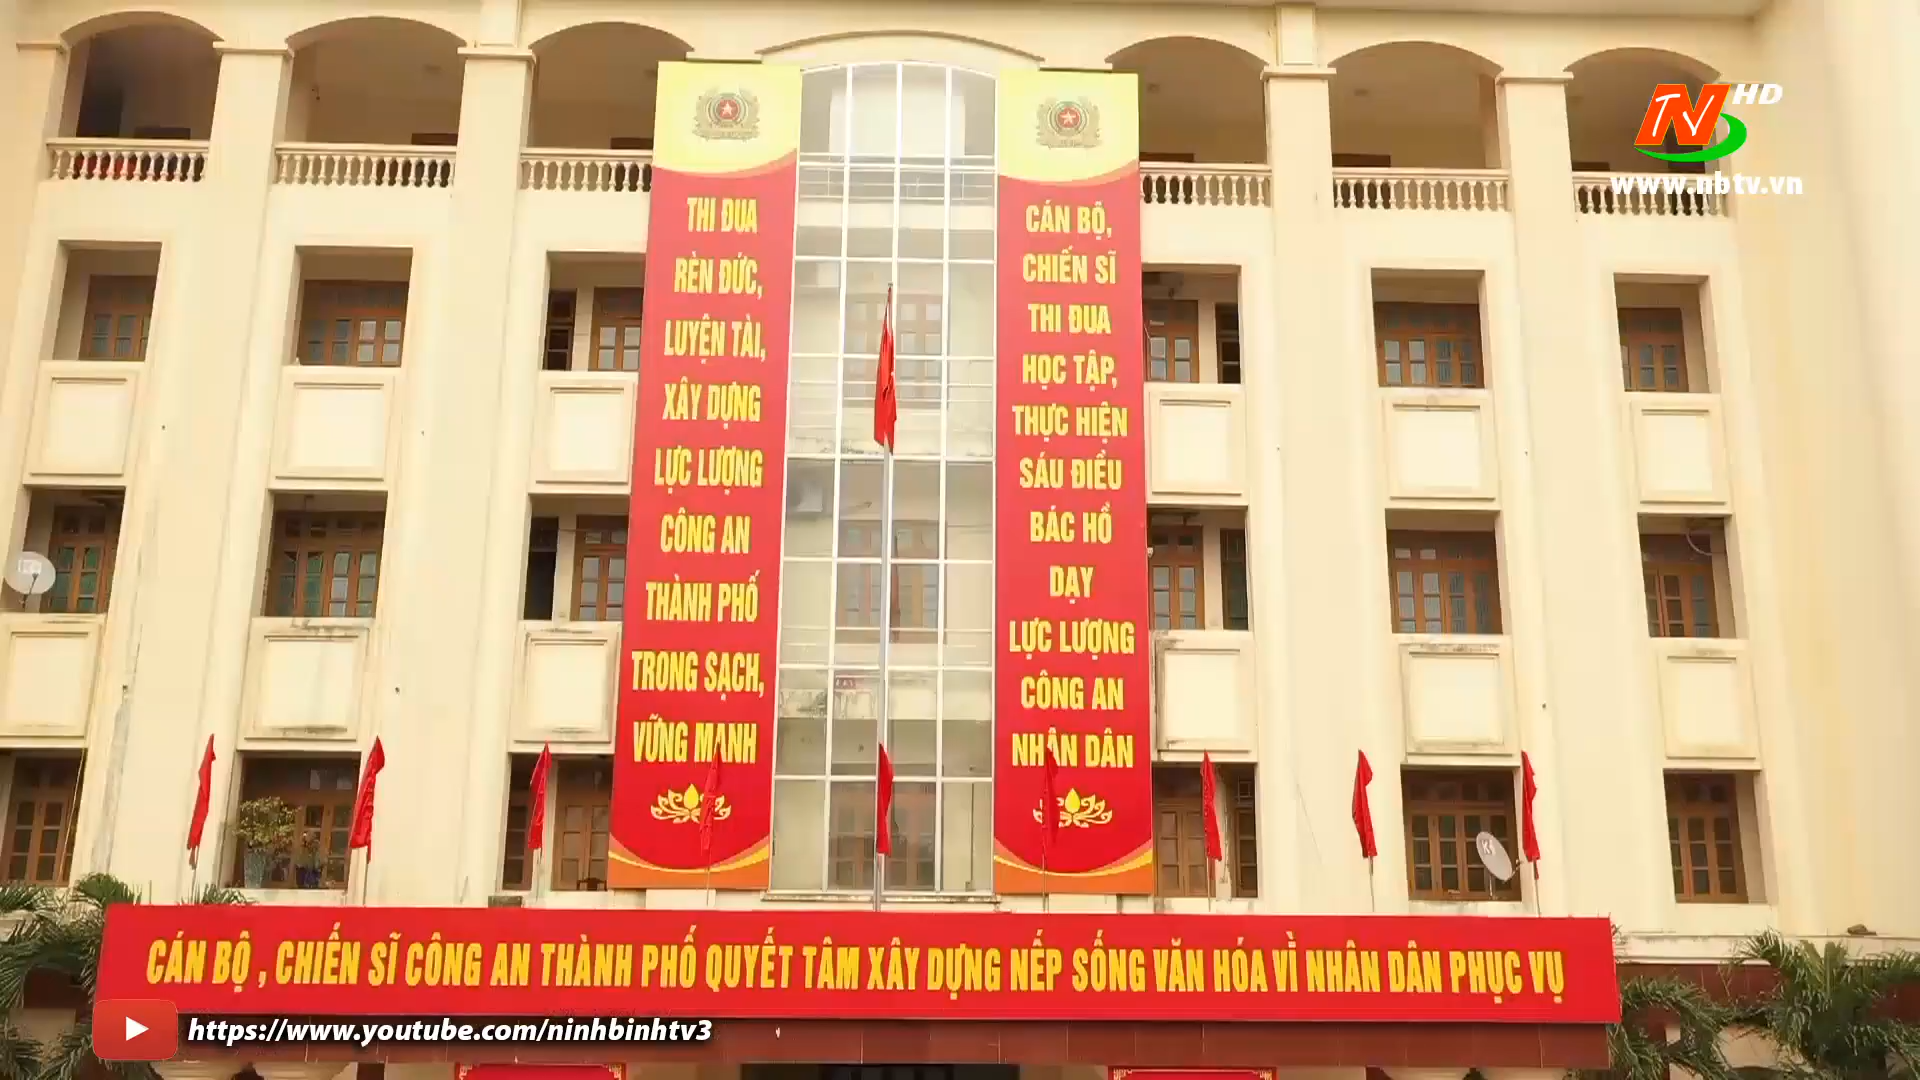 THI ĐUA
RÈN ĐỨC,
LUYỆN TÀI,
XÂY DỰNG
LỰC LƯỢNG
CÔNG AN
THÀNH PHỐ
TRONG SẠCH,
VỮNG MẠNH
CÁN BỘ,
CHIẾN SĨ
THI ĐUA
HỌC TẬP,
THỰC HIỆN
SÁU ĐIỀU
BÁC HỒ
DẠY
LỰC LƯỢNG
CÔNG AN
NHÂN DÂN
CÁN BỘ , CHIẾN SĨ CÔNG AN THÀNH PHỐ QUYẾT TÂM XÂY DỰNG NẾP SỐNG VĂN HÓA VÌ NHÂN DÂN PHỤC VỤ
NTV HD
www.nbtv.vn
https://www.youtube.com/ninhbinhtv3